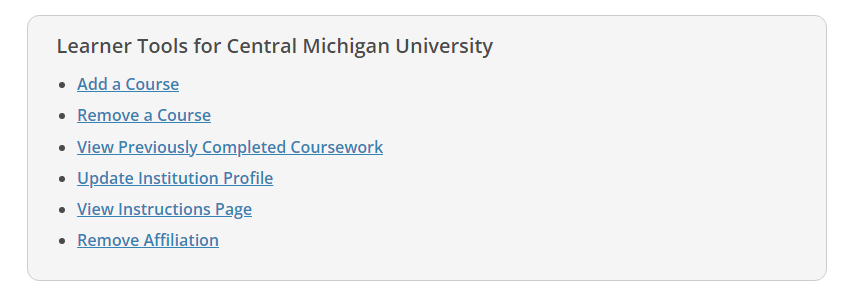 Learner Tools for Central Michigan University
Add a Course
Remove a Course
View Previously Completed Coursework
Update Institution Profile
View Instructions Page
Remove Affiliation